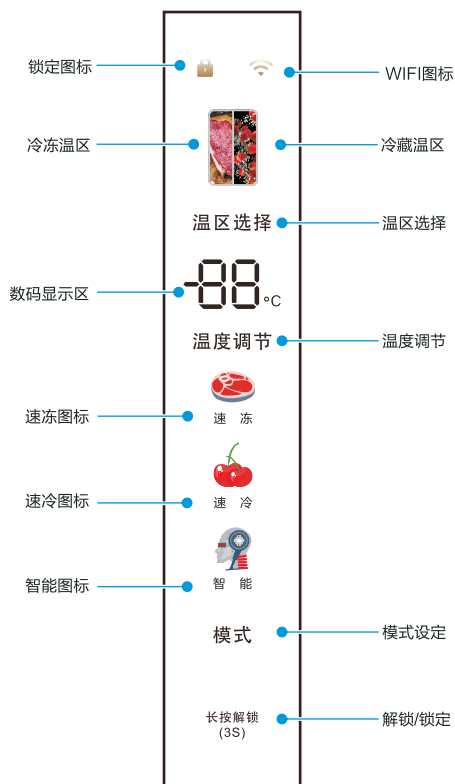 锁定图标
WIFI图标
冷冻温区
冷藏温区
温区选择
温区选择
数码显示区
-88°C
温度调节
温度调节
速冻图标
速 冻
速冷图标
速 冷
智能图标
智 能
模式
模式设定
长按解锁
(3S)
解锁/锁定